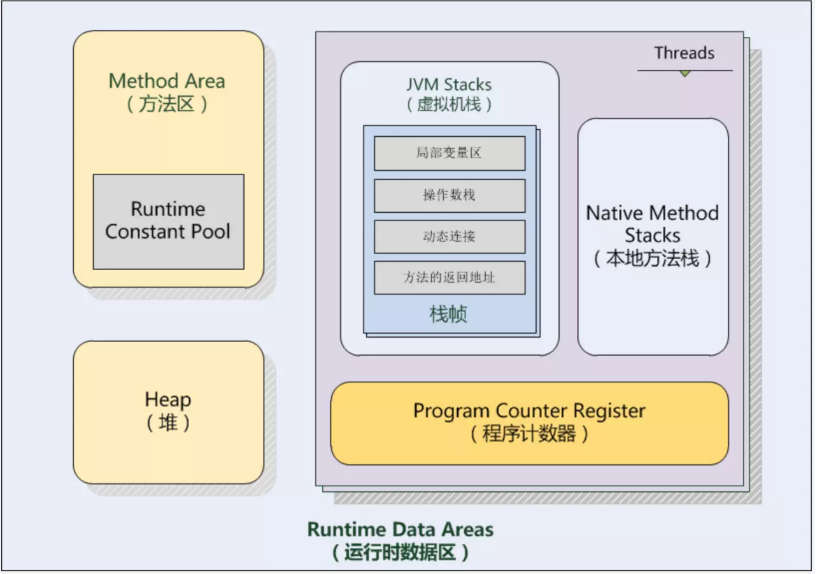 Method Area
（方法区）
Runtime
Constant Pool
Heap
（堆）
Threads
JVM Stacks
（虚拟机栈）
局部变量区
操作数栈
动态连接
方法的返回地址
栈帧
Native Method
Stacks
（本地方法栈）
Program Counter Register
（程序计数器）
Runtime Data Areas
（运行时数据区）